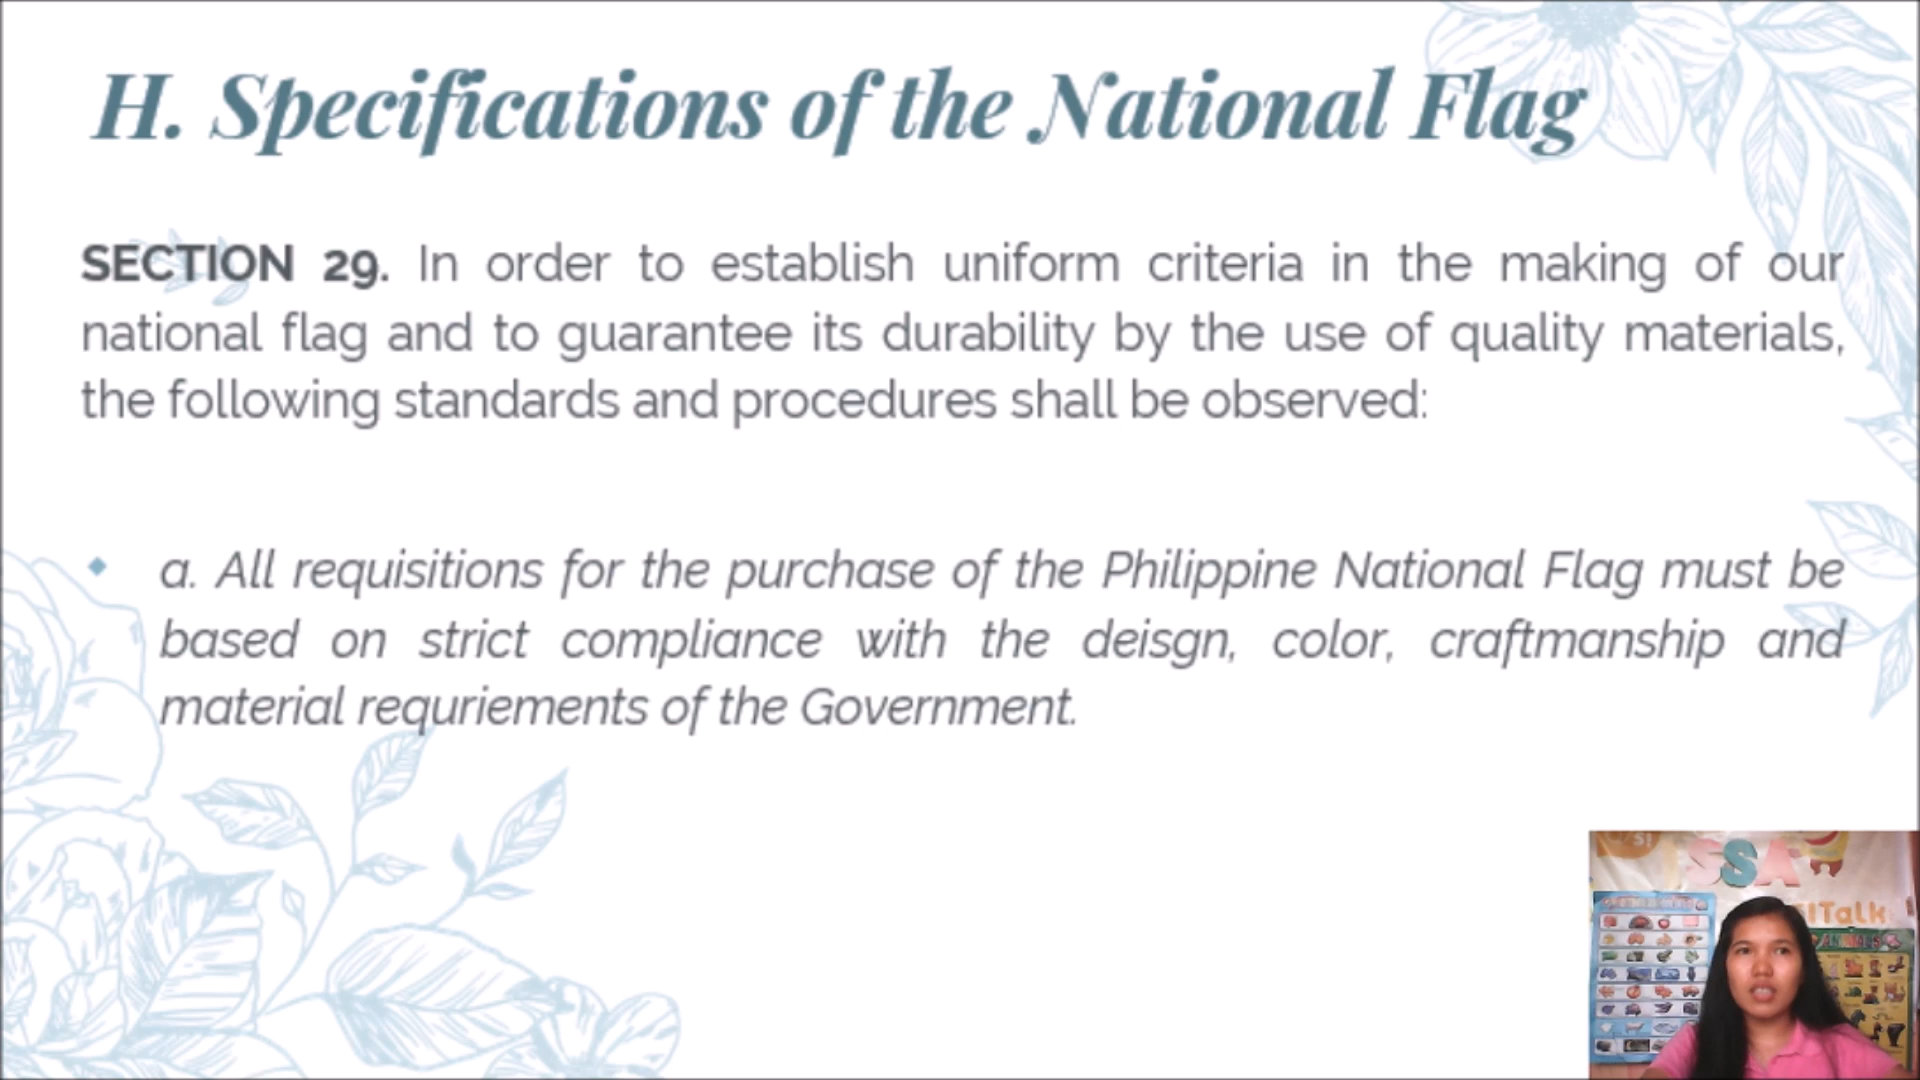 H. Specifications of the National Flag
SECTION 29. In order to establish uniform criteria in the making of our
national flag and to guarantee its durability by the use of quality materials,
the following standards and procedures shall be observed:
a. All requisitions for the purchase of the Philippine National Flag must be
based on strict compliance with the deisgn, color, craftmanship and
material requriements of the Government.
SSA
ITalk
ANIMALS